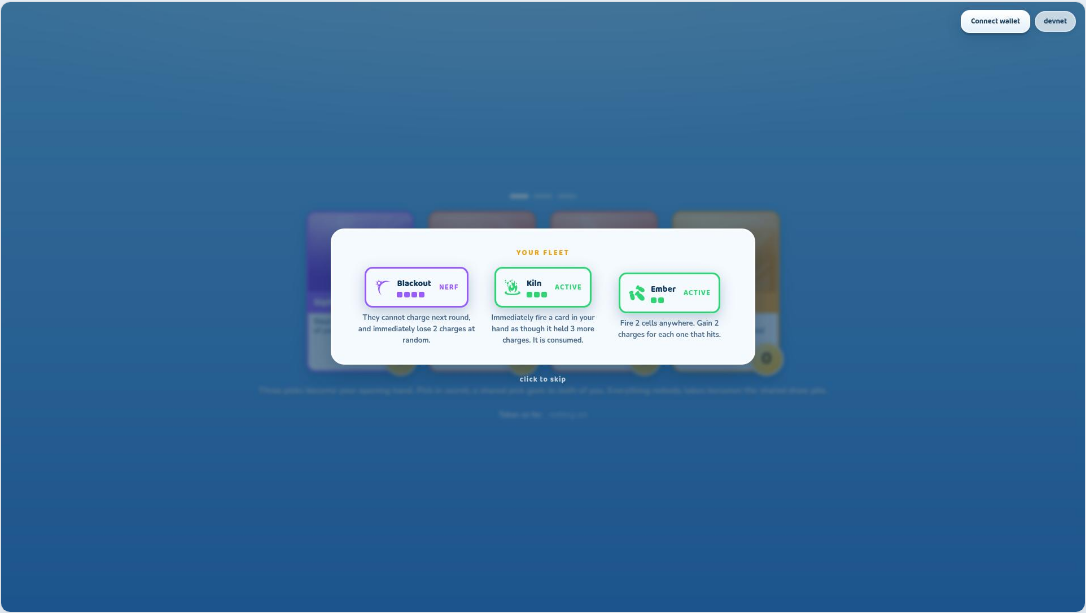 Connect wallet
devnet
YOUR FLEET
Blackout
NERF
They cannot charge next round,
and immediately lose 2 charges at
random.
Kiln
ACTIVE
Immediately fire a card in your
hand as though it held 3 more
charges. It is consumed.
Ember
ACTIVE
Fire 2 cells anywhere. Gain 2
charges for each one that hits.
click to skip